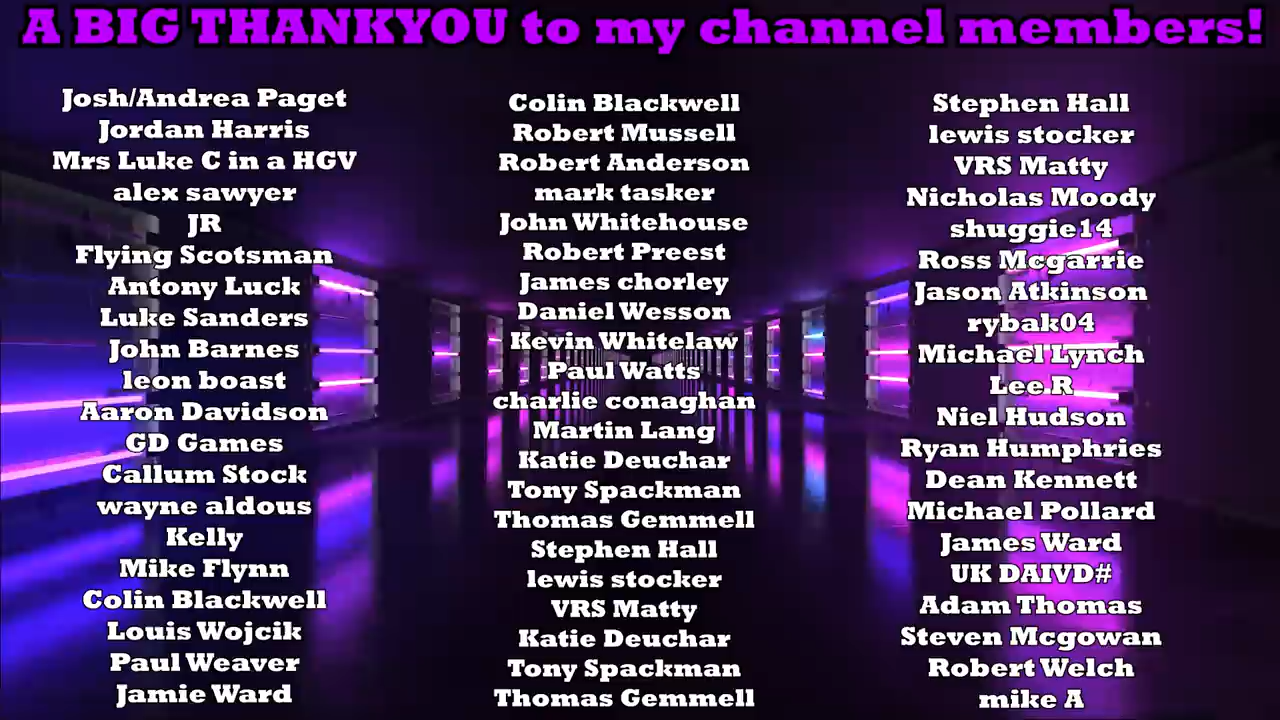 A BIG THANKYOU to my channel members!
Josh/Andrea Paget
Jordan Harris
Mrs Luke C in a HGV
alex sawyer
JR
Flying Scotsman
Antony Luck
Luke Sanders
John Barnes
leon boast
Aaron Davidson
GD Games
Callum Stock
wayne aldous
Kelly
Mike Flynn
Colin Blackwell
Louis Wojcik
Paul Weaver
Jamie Ward
Colin Blackwell
Robert Mussell
Robert Anderson
mark tasker
John Whitehouse
Robert Preest
James chorley
Daniel Wesson
Kevin Whitelaw
Paul Watts
charlie conaghan
Martin Lang
Katie Deuchar
Tony Spackman
Thomas Gemmell
Stephen Hall
lewis stocker
VRS Matty
Katie Deuchar
Tony Spackman
Thomas Gemmell
Stephen Hall
lewis stocker
VRS Matty
Nicholas Moody
shuggie14
Ross Mcgarrie
Jason Atkinson
rybak04
Michael Lynch
Lee R
Niel Hudson
Ryan Humphries
Dean Kennett
Michael Pollard
James Ward
UK DAIVD#
Adam Thomas
Steven Mcgowan
Robert Welch
mike A